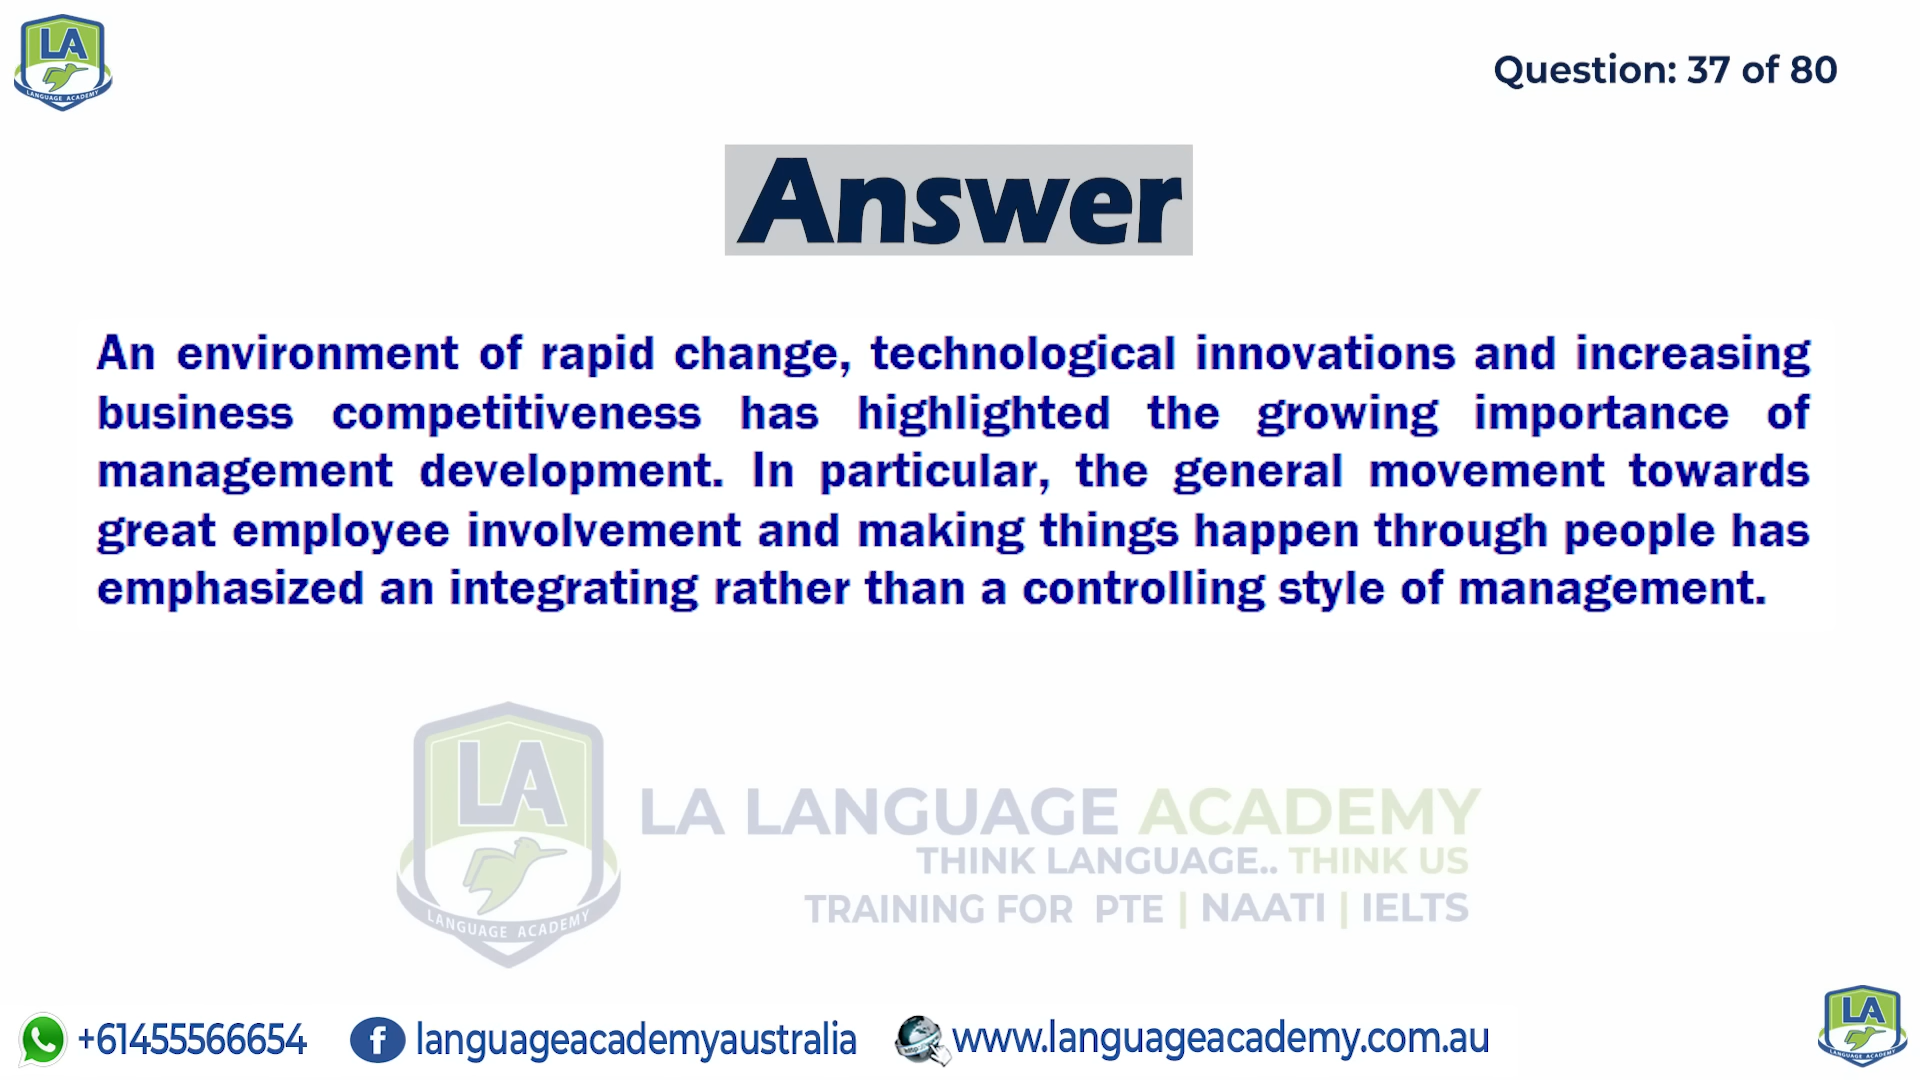 LA
LANGUAGE ACADEMY
Question: 37 of 80
Answer
An environment of rapid change, technological innovations and increasing
business competitiveness has highlighted the growing importance of
management development. In particular, the general movement towards
great employee involvement and making things happen through people has
emphasized an integrating rather than a controlling style of management.
LA
LANGUAGE ACADEMY
LA LANGUAGE ACADEMY
THINK LANGUAGE.. THINK US
TRAINING FOR PTE | NAATI | IELTS
+61455566654
f languageacademyaustralia
http:
www.languageacademy.com.au
LA
LANGUAGE ACADEMY